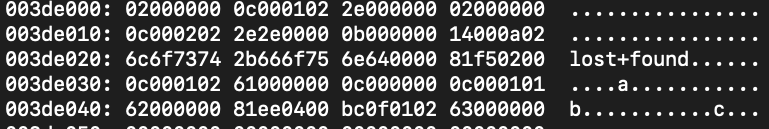 003de000: 02000000 0c000102 2e000000 02000000 ................
003de010: 0c000202 2e2e0000 0b000000 14000a02 ................
003de020: 6c6f7374 2b666f75 6e640000 81f50200 lost+found......
003de030: 0c000102 61000000 0c000000 0c000101 ....a...........
003de040: 62000000 81ee0400 bc0f0102 63000000 b...........c...